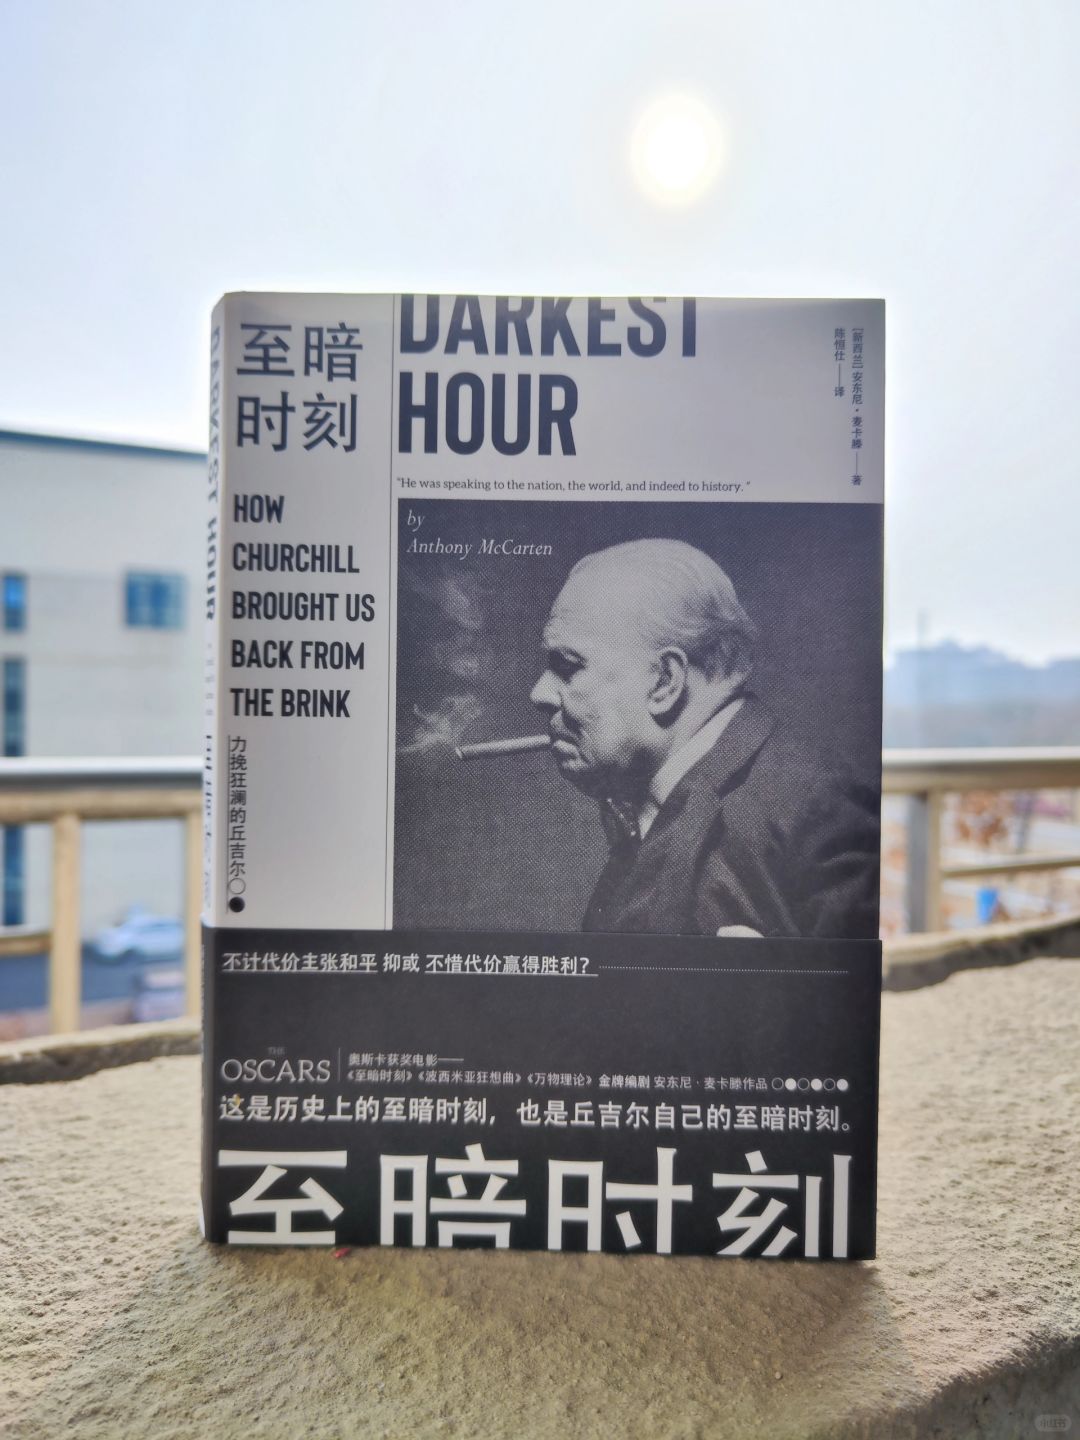 至暗
时刻
DARKEST
HOUR
HOW
CHURCHILL
BROUGHT US
BACK FROM
THE BRINK
力挽狂澜的丘吉尔
[新西兰]安东尼·麦卡滕——著
陈恒仕——译
“He was speaking to the nation, the world, and indeed to history.”
by
Anthony McCarten
DARKEST HOUR
不计代价主张和平 抑或 不惜代价赢得胜利?
THE
OSCARS
奥斯卡获奖电影——
《至暗时刻》《波西米亚狂想曲》《万物理论》金牌编剧 安东尼·麦卡滕作品
这是历史上的至暗时刻，也是丘吉尔自己的至暗时刻。
至暗时刻
小红书